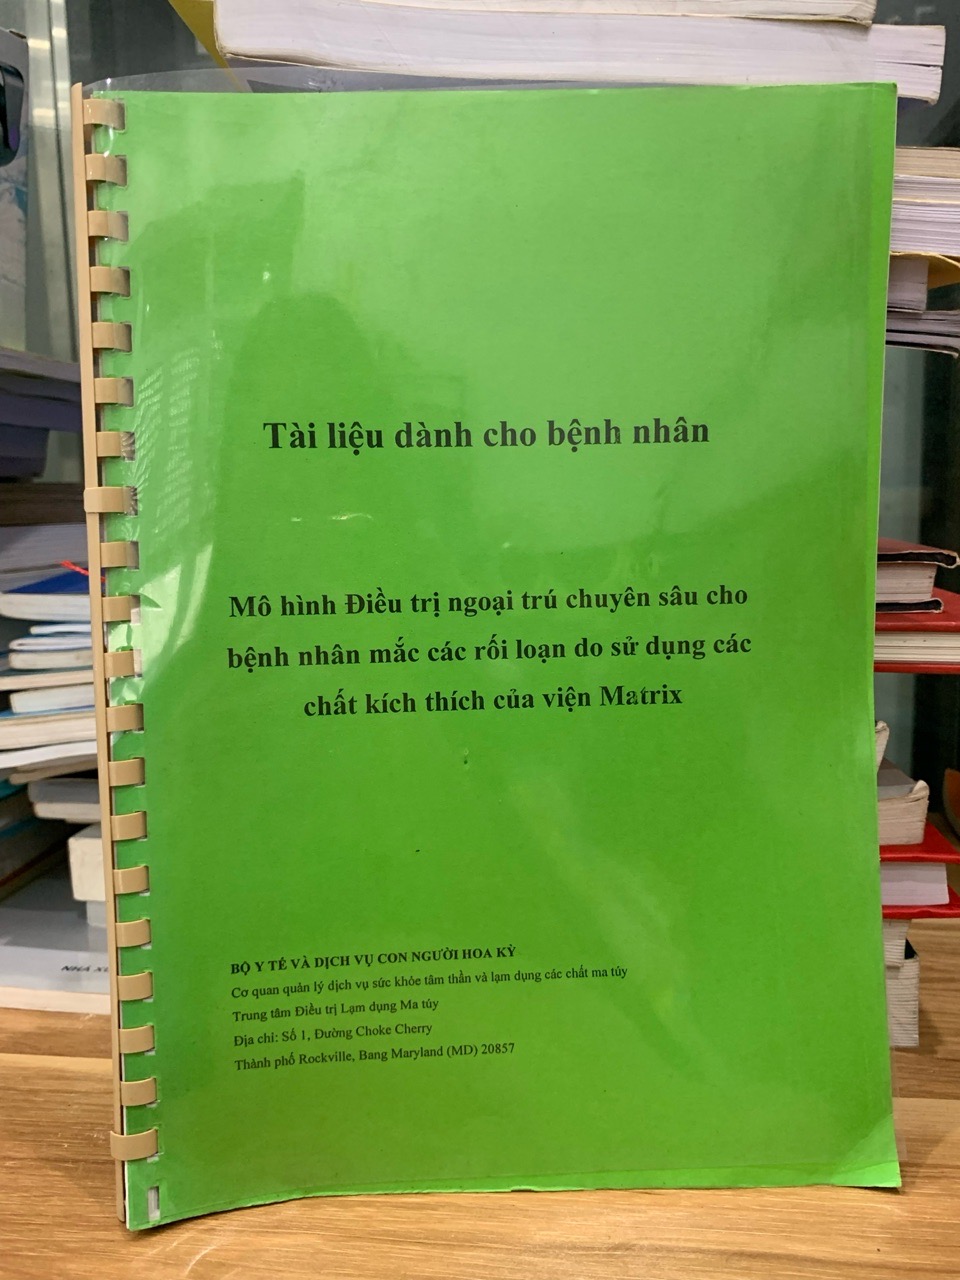 Tài liệu dành cho bệnh nhân
Mô hình Điều trị ngoại trú chuyên sâu cho
bệnh nhân mắc các rối loạn do sử dụng các
chất kích thích của viện Matrix
BỘ Y TẾ VÀ DỊCH VỤ CON NGƯỜI HOA KỲ
Cơ quan quản lý dịch vụ sức khỏe tâm thần và lạm dụng các chất ma túy
Trung tâm Điều trị Lạm dụng Ma túy
Địa chỉ: Số 1, Đường Choke Cherry
Thành phố Rockville, Bang Maryland (MD) 20857
NHÀ